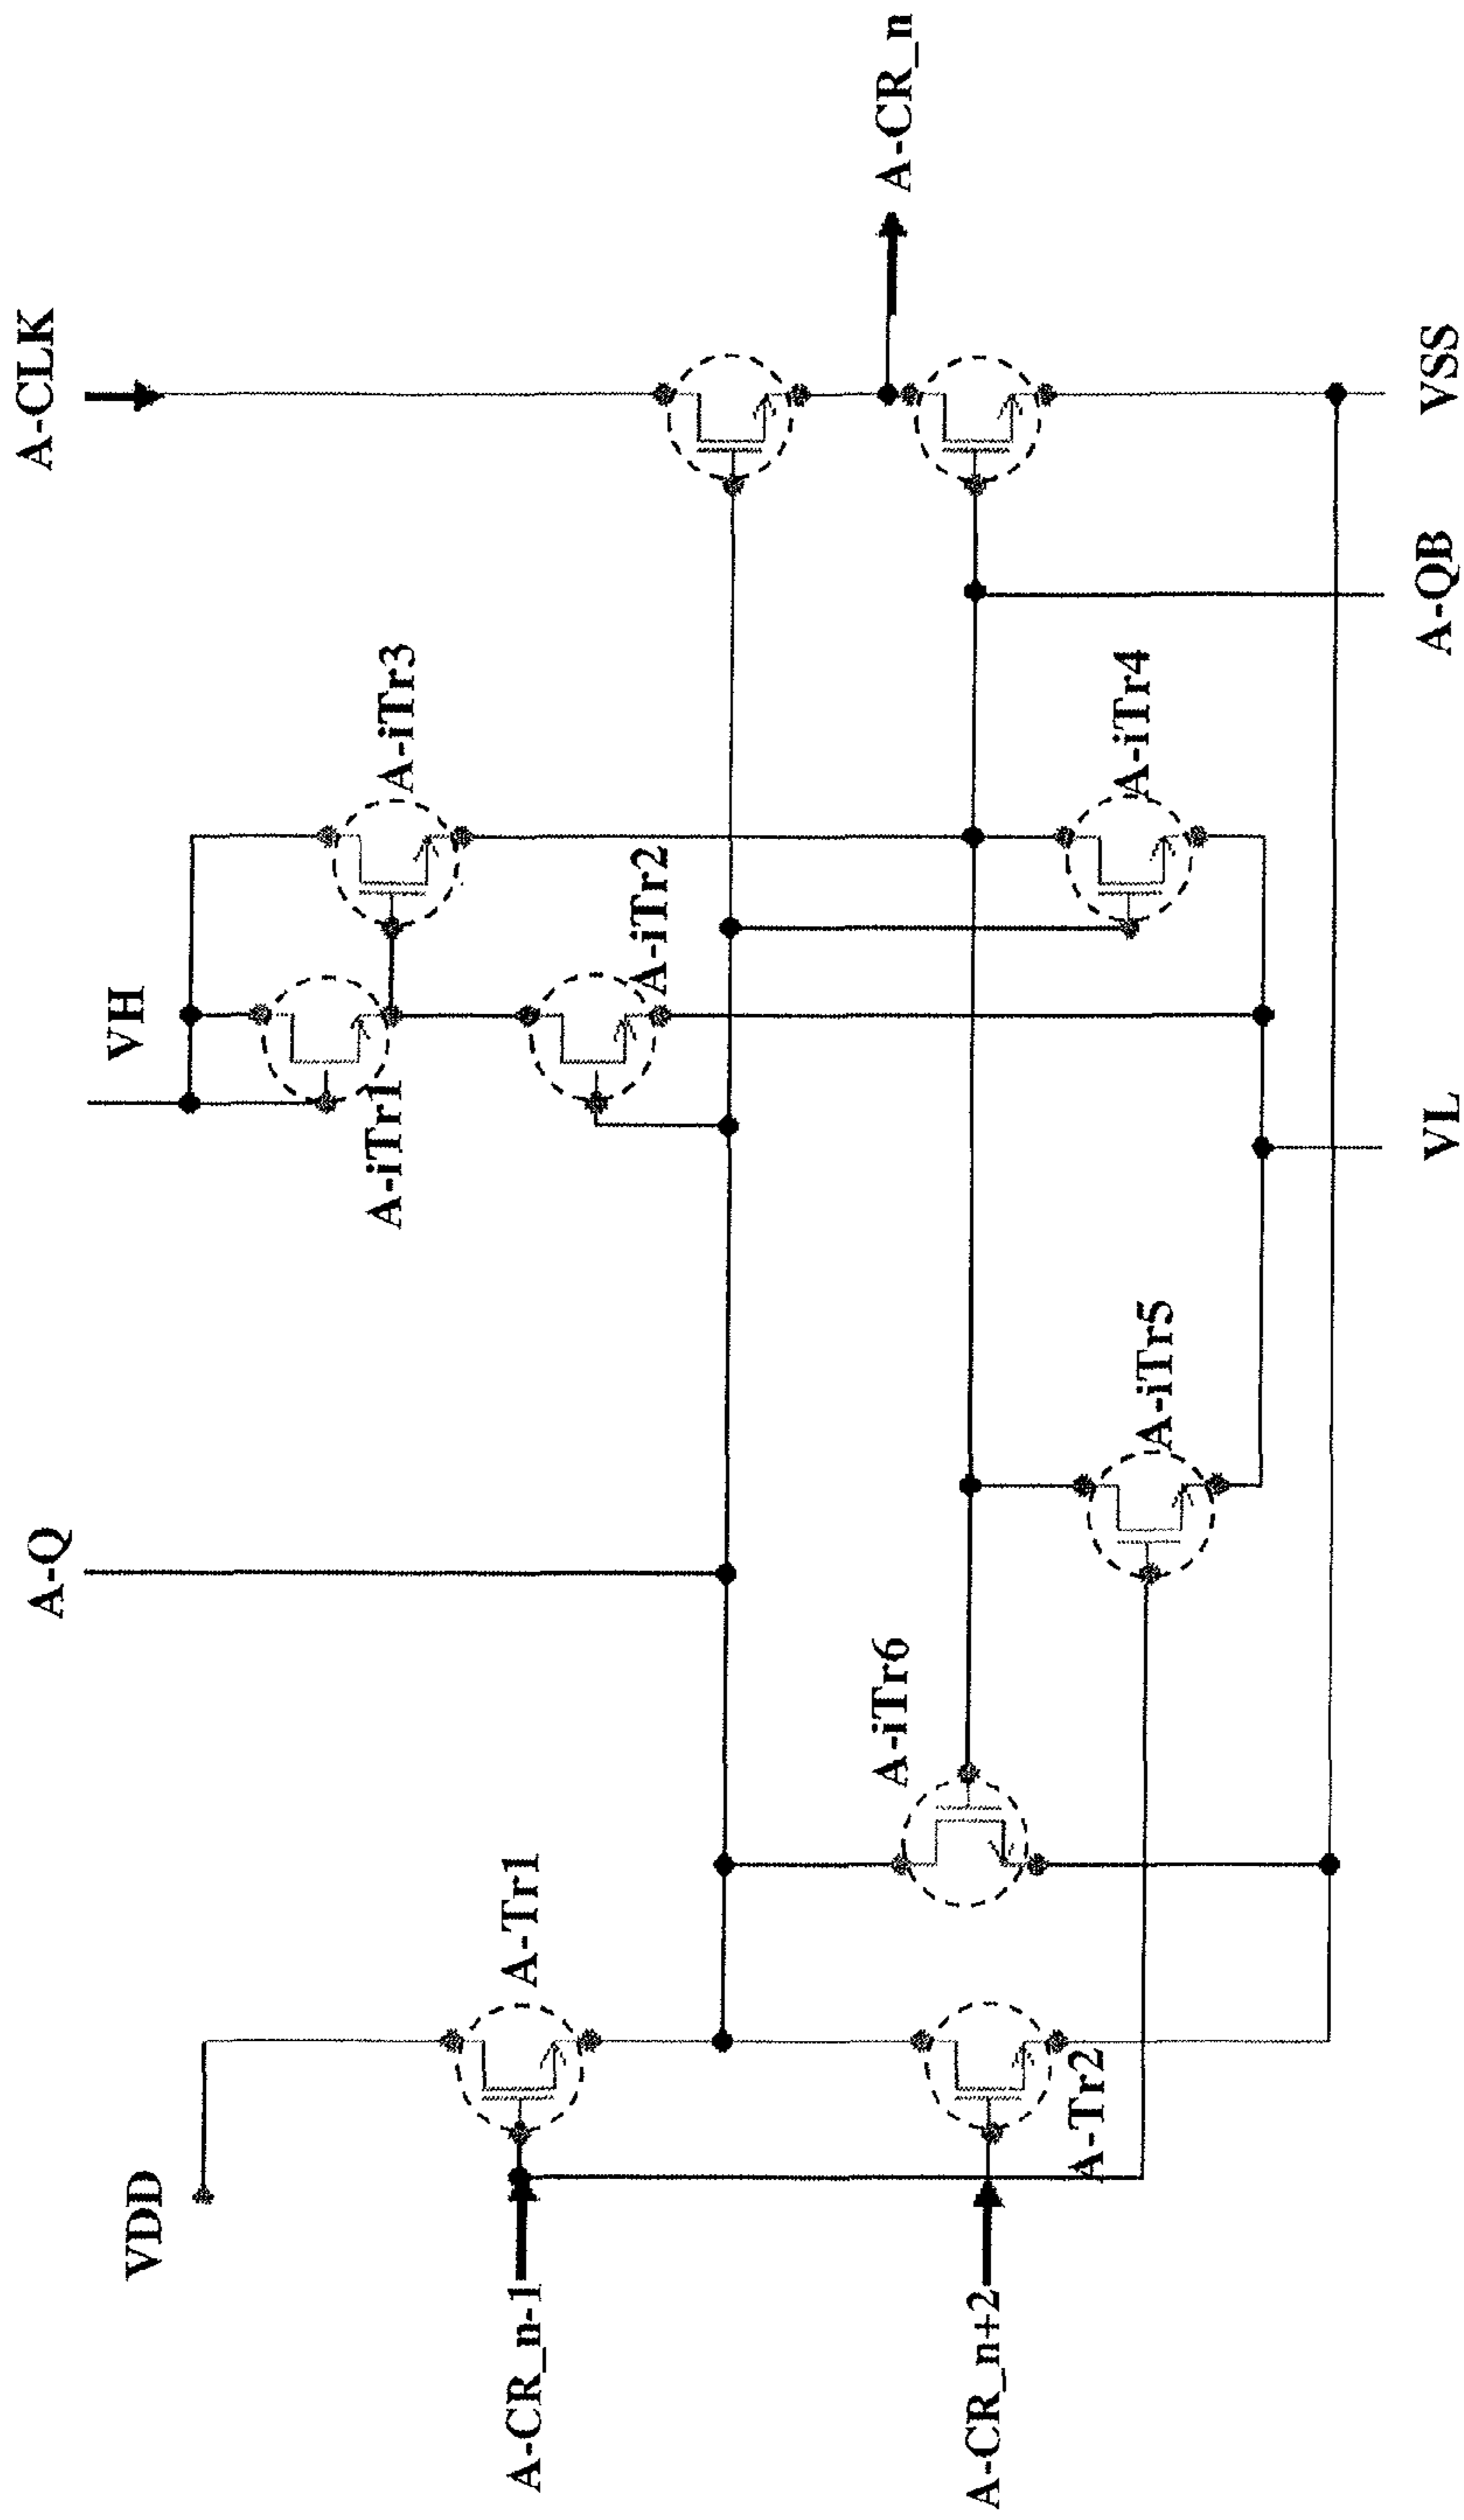 VDD
A-Q
VH
A-CLK
A-CR_n-1
A-Tr1
A-iTr1
A-iTr3
A-iTr2
A-CR_n
A-iTr6
A-CR_n+2
A-Tr2
A-iTr5
A-iTr4
VL
A-QB
VSS